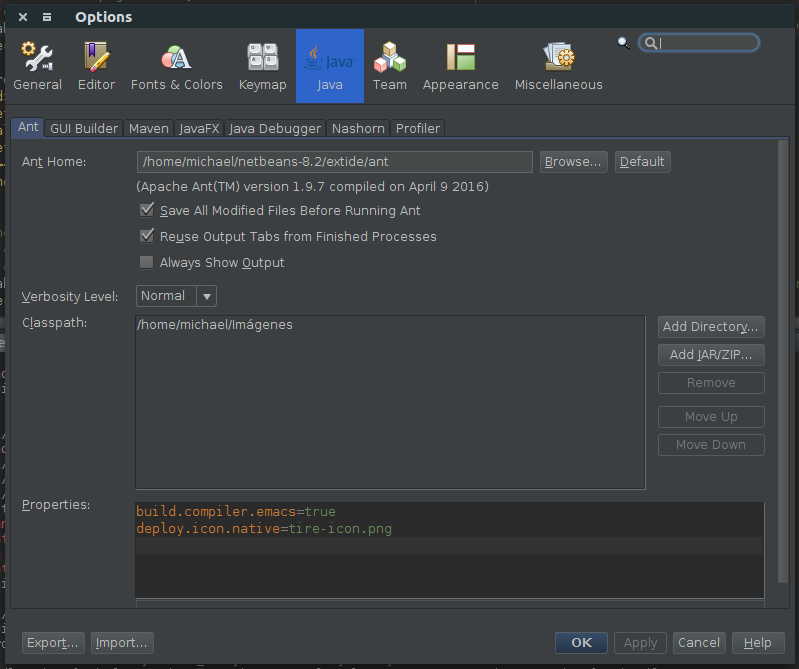 Options
General
Editor
Fonts & Colors
Keymap
Java
Java
Team
Appearance
Miscellaneous
Ant
GUI Builder
Maven
JavaFX
Java Debugger
Nashorn
Profiler
Ant Home:
/home/michael/netbeans-8.2/extide/ant
Browse...
Default
(Apache Ant(TM) version 1.9.7 compiled on April 9 2016)
Save All Modified Files Before Running Ant
Reuse Output Tabs from Finished Processes
Always Show Output
Verbosity Level:
Normal
Classpath:
/home/michael/Imágenes
Add Directory...
Add JAR/ZIP...
Remove
Move Up
Move Down
Properties:
build.compiler.emacs=true
deploy.icon.native=tire-icon.png
Export...
Import...
OK
Apply
Cancel
Help